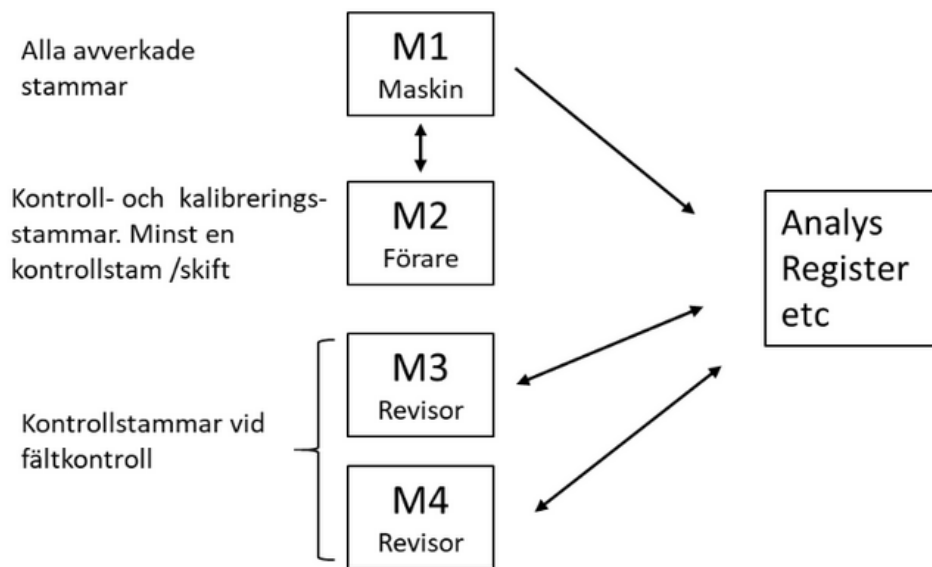 Alla avverkade
stammar
M1
Maskin
Kontroll- och kalibrerings-
stammar. Minst en
kontrollstam /skift
M2
Förare
Kontrollstammar vid
fältkontroll
M3
Revisor
M4
Revisor
Analys
Register
etc